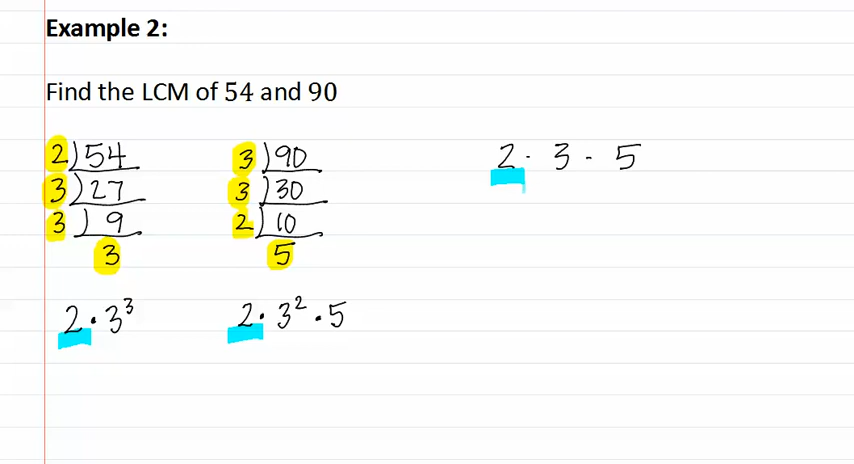 Example 2:
Find the LCM of 54 and 90
2)54 3)90 2 · 3 · 5
3)27 3)30
3)9 2)10
3 5
2 · 3³ 2 · 3² · 5